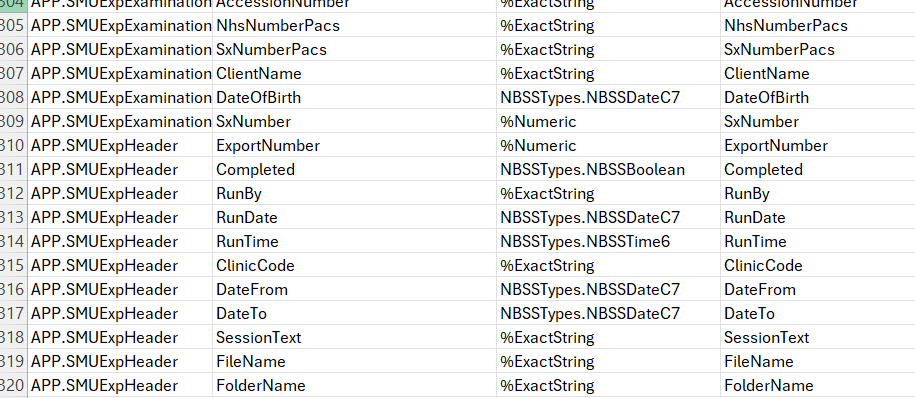 304 APP.SMUExpExamination AccessionNumber %ExactString AccessionNumber
305 APP.SMUExpExamination NhsNumberPacs %ExactString NhsNumberPacs
306 APP.SMUExpExamination SxNumberPacs %ExactString SxNumberPacs
307 APP.SMUExpExamination ClientName %ExactString ClientName
308 APP.SMUExpExamination DateOfBirth NBSSTypes.NBSSDateC7 DateOfBirth
309 APP.SMUExpExamination SxNumber %Numeric SxNumber
310 APP.SMUExpHeader ExportNumber %Numeric ExportNumber
311 APP.SMUExpHeader Completed NBSSTypes.NBSSBoolean Completed
312 APP.SMUExpHeader RunBy %ExactString RunBy
313 APP.SMUExpHeader RunDate NBSSTypes.NBSSDateC7 RunDate
314 APP.SMUExpHeader RunTime NBSSTypes.NBSSTime6 RunTime
315 APP.SMUExpHeader ClinicCode %ExactString ClinicCode
316 APP.SMUExpHeader DateFrom NBSSTypes.NBSSDateC7 DateFrom
317 APP.SMUExpHeader DateTo NBSSTypes.NBSSDateC7 DateTo
318 APP.SMUExpHeader SessionText %ExactString SessionText
319 APP.SMUExpHeader FileName %ExactString FileName
320 APP.SMUExpHeader FolderName %ExactString FolderName